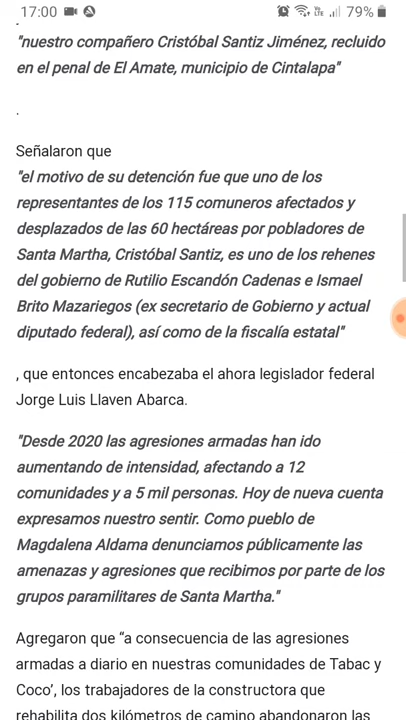 17:00 79%
"nuestro compañero Cristóbal Santiz Jiménez, recluido
en el penal de El Amate, municipio de Cintalapa"
.
Señalaron que
"el motivo de su detención fue que uno de los
representantes de los 115 comuneros afectados y
desplazados de las 60 hectáreas por pobladores de
Santa Martha, Cristóbal Santiz, es uno de los rehenes
del gobierno de Rutilio Escandón Cadenas e Ismael
Brito Mazariegos (ex secretario de Gobierno y actual
diputado federal), así como de la fiscalía estatal"
, que entonces encabezaba el ahora legislador federal
Jorge Luis Llaven Abarca.
"Desde 2020 las agresiones armadas han ido
aumentando de intensidad, afectando a 12
comunidades y a 5 mil personas. Hoy de nueva cuenta
expresamos nuestro sentir. Como pueblo de
Magdalena Aldama denunciamos públicamente las
amenazas y agresiones que recibimos por parte de los
grupos paramilitares de Santa Martha."
Agregaron que “a consecuencia de las agresiones
armadas a diario en nuestras comunidades de Tabac y
Coco’, los trabajadores de la constructora que
rehabilita dos kilómetros de camino abandonaron las